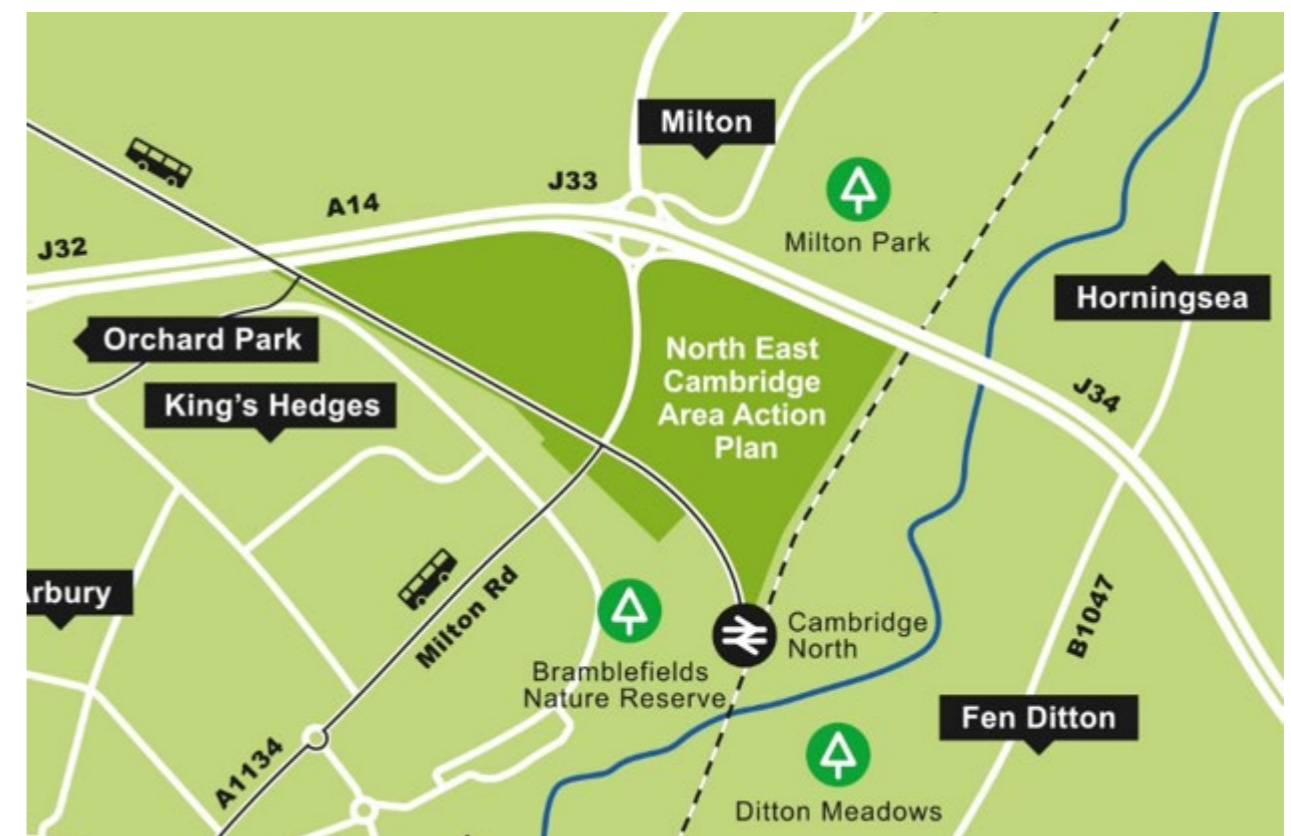 Milton
J33
A14
J32
Milton Park
Horningsea
Orchard Park
North East
Cambridge
Area Action
Plan
King's Hedges
J34
rbury
Milton Rd
Cambridge
North
B1047
Bramblefields
Nature Reserve
Fen Ditton
A1134
Ditton Meadows